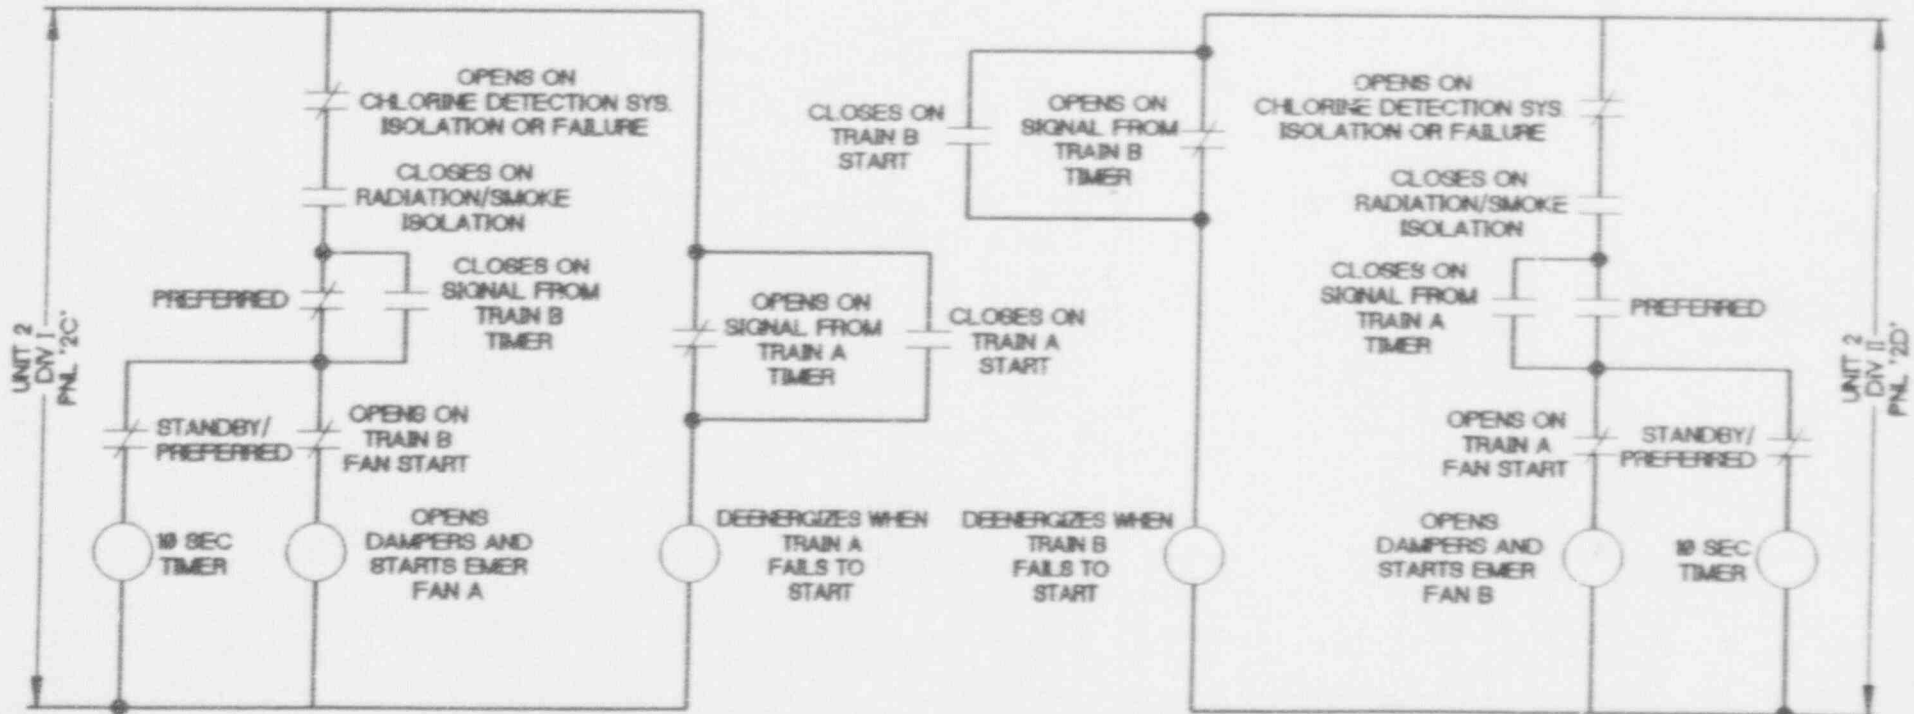 UNIT 2
DIV I
PNL "2C"
OPENS ON
CHLORINE DETECTION SYS.
ISOLATION OR FAILURE
CLOSES ON
RADIATION/SMOKE
ISOLATION
PREFERRED
CLOSES ON
SIGNAL FROM
TRAIN B
TIMER
STANDBY/
PREFERRED
OPENS ON
TRAIN B
FAN START
10 SEC
TIMER
OPENS
DAMPERS AND
STARTS EMER
FAN A
OPENS ON
SIGNAL FROM
TRAIN A
TIMER
CLOSES ON
TRAIN A
START
DEENERGIZES WHEN
TRAIN A
FAILS TO
START
CLOSES ON
TRAIN B
START
OPENS ON
SIGNAL FROM
TRAIN B
TIMER
DEENERGIZES WHEN
TRAIN B
FAILS TO
START
OPENS ON
CHLORINE DETECTION SYS
ISOLATION OR FAILURE
CLOSES ON
RADIATION/SMOKE
ISOLATION
CLOSES ON
SIGNAL FROM
TRAIN A
TIMER
PREFERRED
OPENS ON
TRAIN A
FAN START
STANDBY/
PREFERRED
OPENS
DAMPERS AND
STARTS EMER
FAN B
10 SEC
TIMER
UNIT 2
DIV II
PNL "2D"